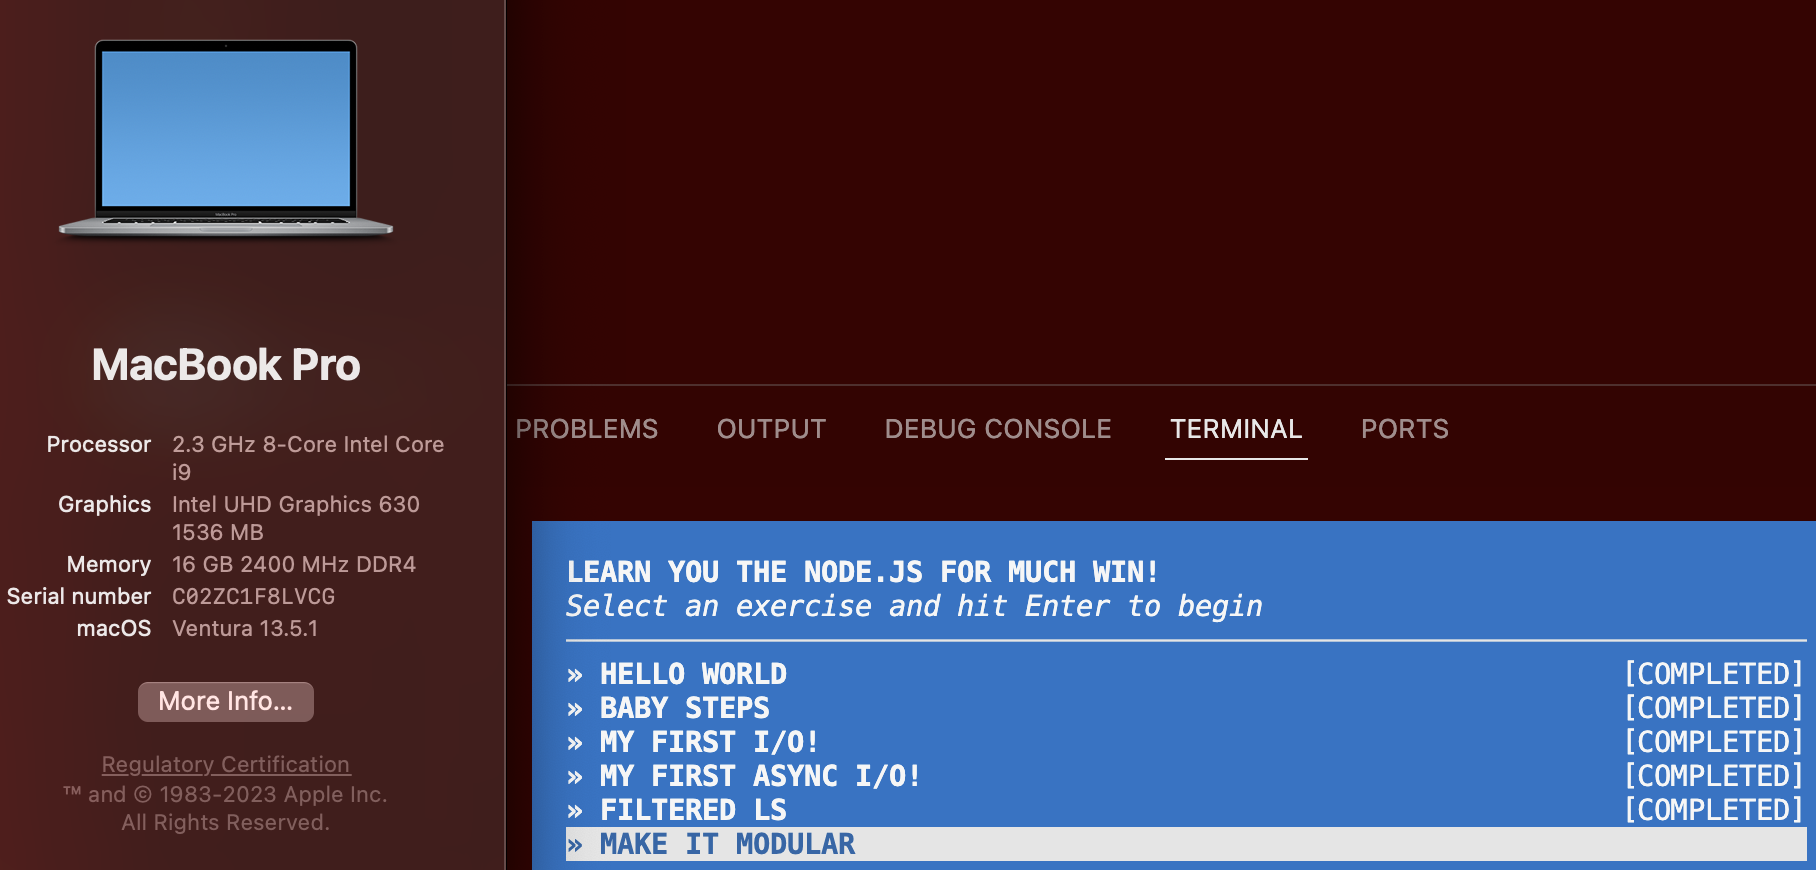 MacBook Pro
Processor 2.3 GHz 8-Core Intel Core
i9
Graphics Intel UHD Graphics 630
1536 MB
Memory 16 GB 2400 MHz DDR4
Serial number C02ZC1F8LVCG
macOS Ventura 13.5.1
More Info...
Regulatory Certification
™ and © 1983-2023 Apple Inc.
All Rights Reserved.
PROBLEMS OUTPUT DEBUG CONSOLE TERMINAL PORTS
LEARN YOU THE NODE.JS FOR MUCH WIN!
Select an exercise and hit Enter to begin
» HELLO WORLD [COMPLETED]
» BABY STEPS [COMPLETED]
» MY FIRST I/O! [COMPLETED]
» MY FIRST ASYNC I/O! [COMPLETED]
» FILTERED LS [COMPLETED]
» MAKE IT MODULAR